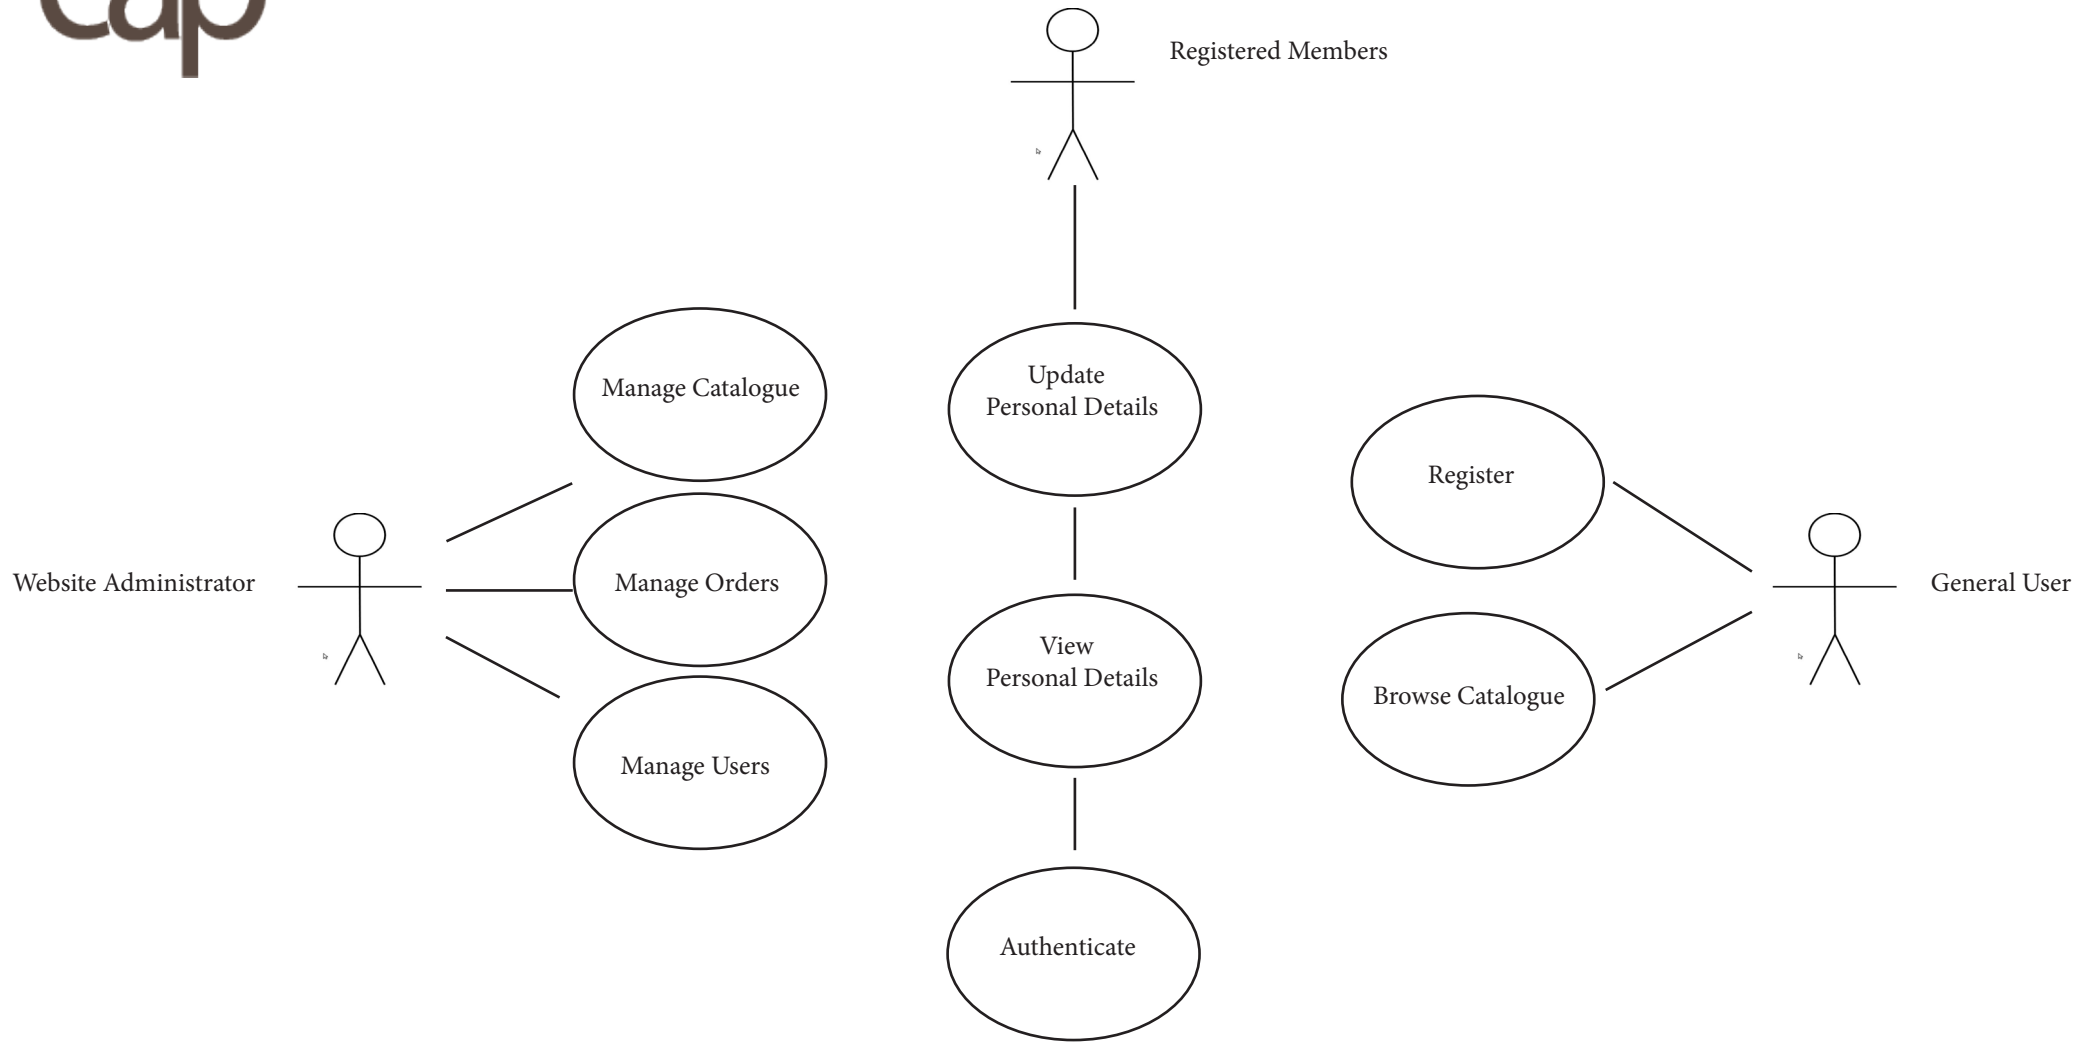 cap
Registered Members
Manage Catalogue
Update
Personal Details
Register
Website Administrator
Manage Orders
General User
View
Personal Details
Browse Catalogue
Manage Users
Authenticate